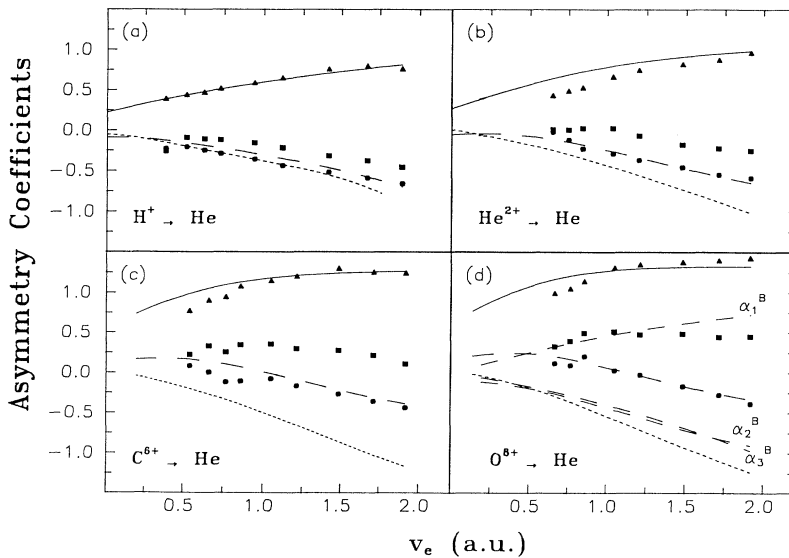 Asymmetry Coefficients
(a)
(b)
1.0
0.5
0.0
-0.5
-1.0
H⁺ → He
He²⁺ → He
(c)
(d)
1.0
0.5
0.0
-0.5
-1.0
α₁ᴮ
α₂ᴮ
α₃ᴮ
C⁶⁺ → He
O⁸⁺ → He
0.5 1.0 1.5 2.0 0.5 1.0 1.5 2.0
vₑ (a.u.)